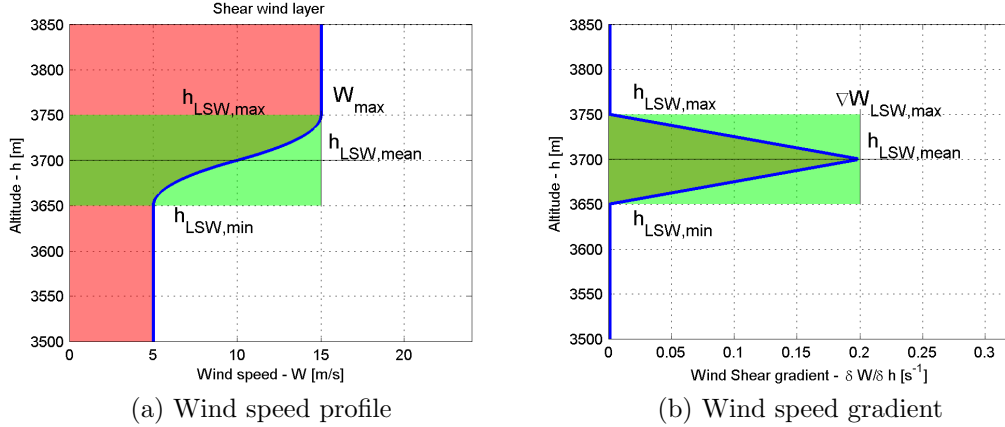 Shear wind layer
3850
3800
3750
3700
3650
3600
3550
3500
Altitude - h [m]
h_LSW,max
W_max
h_LSW,mean
h_LSW,min
0 5 10 15 20
Wind speed - W [m/s]
(a) Wind speed profile
3850
3800
3750
3700
3650
3600
3550
3500
Altitude - h [m]
h_LSW,max
∇W_LSW,max
h_LSW,mean
h_LSW,min
0 0.05 0.1 0.15 0.2 0.25 0.3
Wind Shear gradient - δ W/δ h [s^-1]
(b) Wind speed gradient